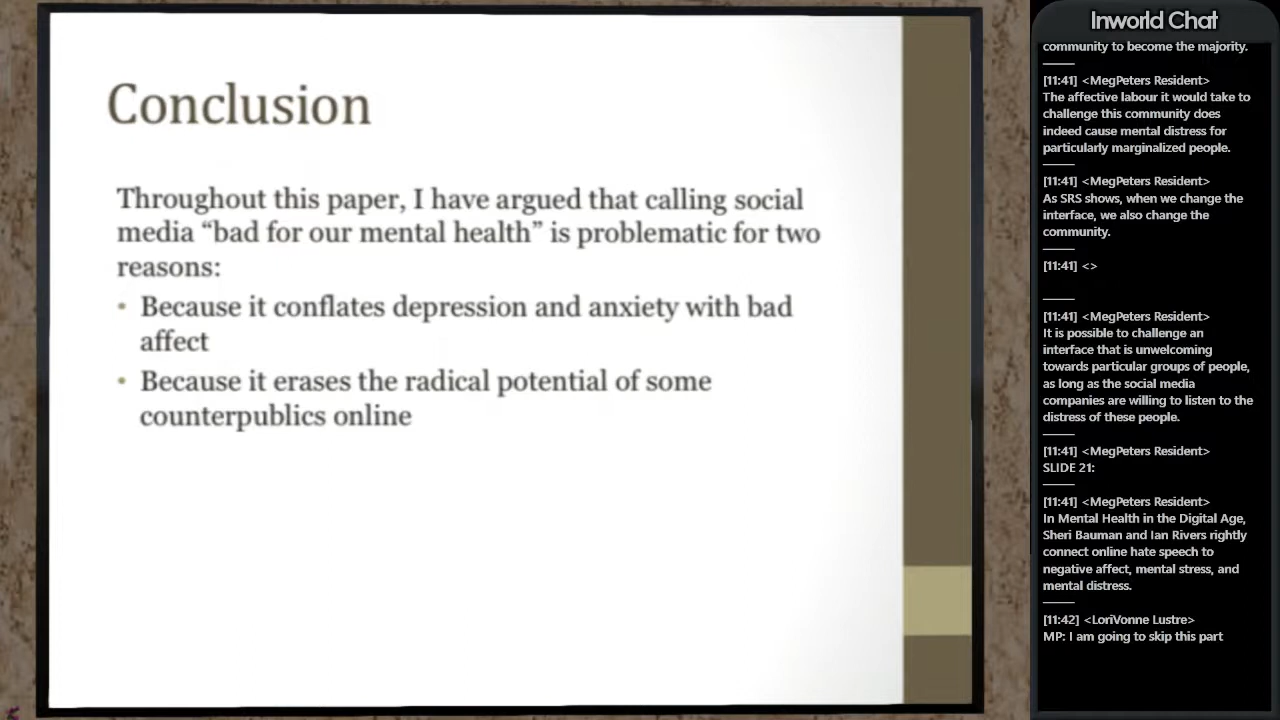 Conclusion
Throughout this paper, I have argued that calling social
media “bad for our mental health” is problematic for two
reasons:
• Because it conflates depression and anxiety with bad
affect
• Because it erases the radical potential of some
counterpublics online
Inworld Chat
community to become the majority.
[11:41] <MegPeters Resident>
The affective labour it would take to
challenge this community does
indeed cause mental distress for
particularly marginalized people.
[11:41] <MegPeters Resident>
As SRS shows, when we change the
interface, we also change the
community.
[11:41] <>
[11:41] <MegPeters Resident>
It is possible to challenge an
interface that is unwelcoming
towards particular groups of people,
as long as the social media
companies are willing to listen to the
distress of these people.
[11:41] <MegPeters Resident>
SLIDE 21:
[11:41] <MegPeters Resident>
In Mental Health in the Digital Age,
Sheri Bauman and Ian Rivers rightly
connect online hate speech to
negative affect, mental stress, and
mental distress.
[11:42] <LoriVonne Lustre>
MP: I am going to skip this part